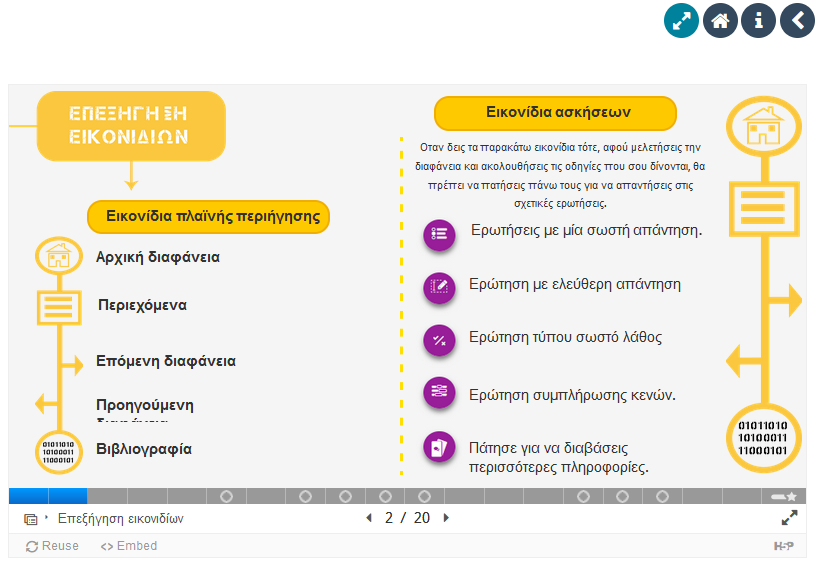 ΕΠΕΞΗΓΗΣΗ
ΕΙΚΟΝΙΔΙΩΝ
Εικονίδια πλαϊνής περιήγησης
Αρχική διαφάνεια
Περιεχόμενα
Επόμενη διαφάνεια
Προηγούμενη
διαφάνεια
01011010
10100011
11000101
Βιβλιογραφία
Εικονίδια ασκήσεων
Οταν δεις τα παρακάτω εικονίδια τότε, αφού μελετήσεις την
διαφάνεια και ακολουθήσεις τις οδηγίες που σου δίνονται, θα
πρέπει να πατήσεις πάνω τους για να απαντήσεις στις
σχετικές ερωτήσεις.
Ερωτήσεις με μία σωστή απάντηση.
Ερώτηση με ελεύθερη απάντηση
Ερώτηση τύπου σωστό λάθος
Ερώτηση συμπλήρωσης κενών.
Πάτησε για να διαβάσεις
περισσότερες πληροφορίες.
01011010
10100011
11000101
Επεξήγηση εικονιδίων
2 / 20
Reuse
<> Embed
H5P